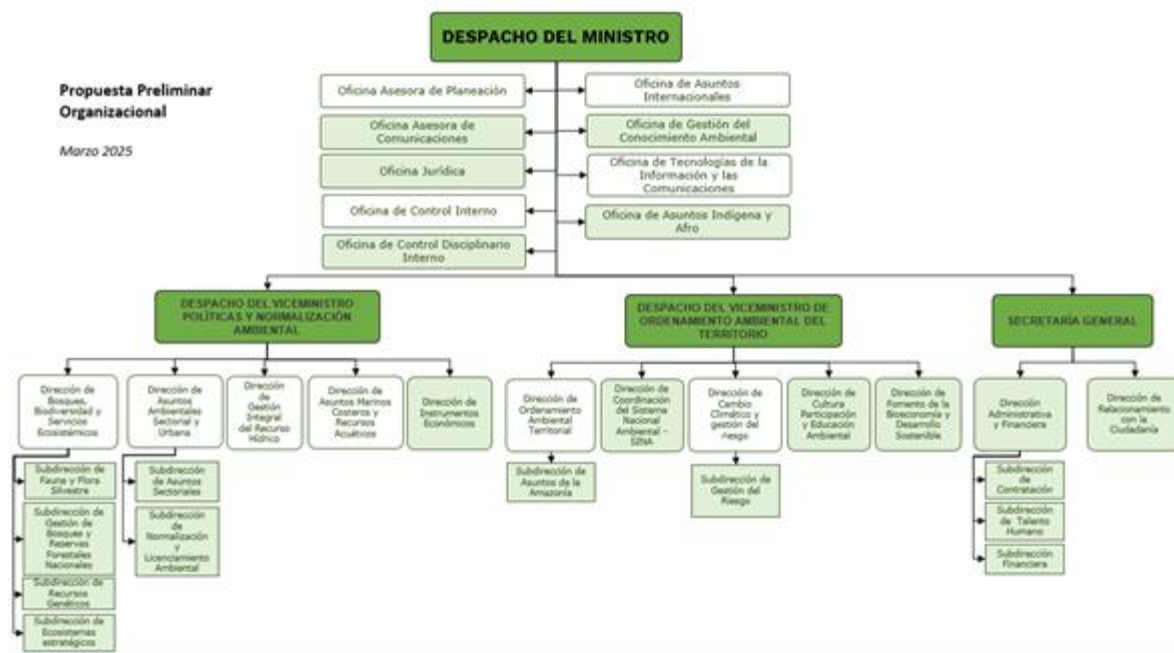 DESPACHO DEL MINISTRO
Propuesta Preliminar
Organizacional
Marzo 2025
Oficina Asesora de Planeación
Oficina de Asuntos
Internacionales
Oficina Asesora de
Comunicaciones
Oficina de Gestión del
Conocimiento Ambiental
Oficina Jurídica
Oficina de Tecnologías de la
Información y las
Comunicaciones
Oficina de Control Interno
Oficina de Asuntos Indígena y
Afro
Oficina de Control Disciplinario
Interno
DESPACHO DEL VICEMINISTRO
POLÍTICAS Y NORMALIZACIÓN
AMBIENTAL
DESPACHO DEL VICEMINISTRO DE
ORDENAMIENTO AMBIENTAL DEL
TERRITORIO
SECRETARÍA GENERAL
Dirección de
Bosques,
Biodiversidad y
Servicios
Ecosistémicos
Dirección de
Asuntos
Ambientales
Sectorial y
Urbana
Dirección
de
Gestión
Integral
del Recurso
Hídrico
Dirección de
Asuntos Marinos
Costeros y
Recursos
Acuáticos
Dirección de
Instrumentos
Económicos
Dirección
de
Ordenamiento
Ambiental
Territorial
Dirección de
Coordinación
del Sistema
Nacional
Ambiental -
SINA
Dirección de
Cambio
Climático y
gestión del
riesgo
Dirección de
Cultura
Participación
y Educación
Ambiental
Dirección de
Fomento de la
Bioeconomía y
Desarrollo
Sostenible
Dirección
Administrativa
y Financiera
Dirección de
Relacionamiento
con la
Ciudadanía
Subdirección de
Fauna y Flora
Silvestre
Subdirección de
Gestión de
Bosques y
Reservas
Forestales
Nacionales
Subdirección de
Recursos
Genéticos
Subdirección de
Ecosistemas
estratégicos
Subdirección
de Asuntos
Sectoriales
Subdirección
de
Normalización
y
Licenciamiento
Ambiental
Subdirección de
Asuntos de la
Amazonía
Subdirección de
Gestión del
Riesgo
Subdirección
de
Contratación
Subdirección
de Talento
Humano
Subdirección
Financiera